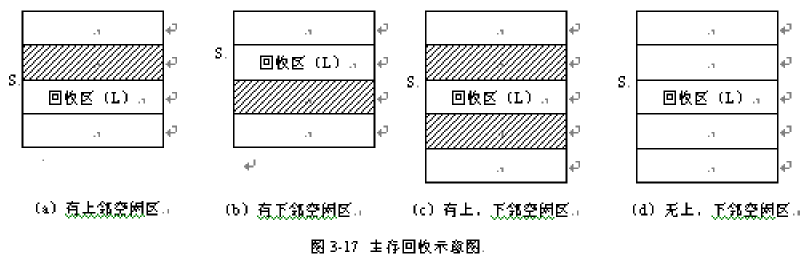 S.
回收区（L）
S.
回收区（L）
S.
回收区（L）
S.
回收区（L）
(a) 有上邻空闲区
(b) 有下邻空闲区
(c) 有上，下邻空闲区
(d) 无上，下邻空闲区
图 3-17 主存回收示意图.